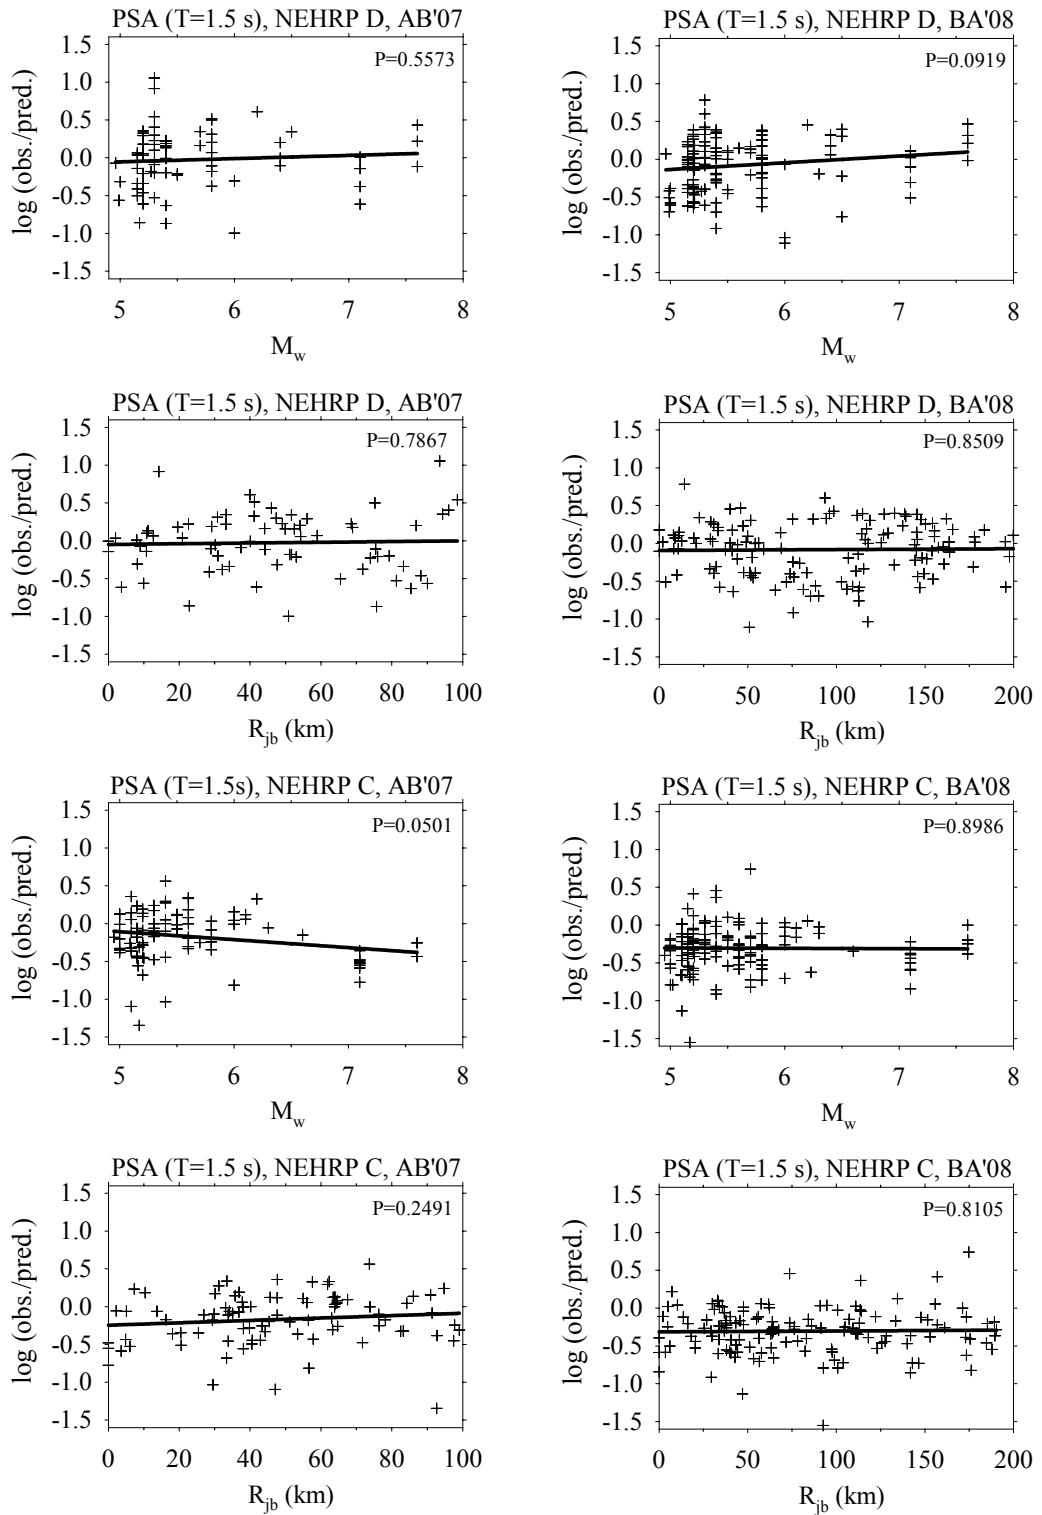 PSA (T=1.5 s), NEHRP D, AB'07
P=0.5573
log (obs./pred.)
1.5
1.0
0.5
0.0
-0.5
-1.0
-1.5
5 6 7 8
M_w
PSA (T=1.5 s), NEHRP D, BA'08
P=0.0919
log (obs./pred.)
1.5
1.0
0.5
0.0
-0.5
-1.0
-1.5
5 6 7 8
M_w
PSA (T=1.5 s), NEHRP D, AB'07
P=0.7867
log (obs./pred.)
1.5
1.0
0.5
0.0
-0.5
-1.0
-1.5
0 20 40 60 80 100
R_jb (km)
PSA (T=1.5 s), NEHRP D, BA'08
P=0.8509
log (obs./pred.)
1.5
1.0
0.5
0.0
-0.5
-1.0
-1.5
0 50 100 150 200
R_jb (km)
PSA (T=1.5s), NEHRP C, AB'07
P=0.0501
log (obs./pred.)
1.5
1.0
0.5
0.0
-0.5
-1.0
-1.5
5 6 7 8
M_w
PSA (T=1.5 s), NEHRP C, BA'08
P=0.8986
log (obs./pred.)
1.5
1.0
0.5
0.0
-0.5
-1.0
-1.5
5 6 7 8
M_w
PSA (T=1.5 s), NEHRP C, AB'07
P=0.2491
log (obs./pred.)
1.5
1.0
0.5
0.0
-0.5
-1.0
-1.5
0 20 40 60 80 100
R_jb (km)
PSA (T=1.5 s), NEHRP C, BA'08
P=0.8105
log (obs./pred.)
1.5
1.0
0.5
0.0
-0.5
-1.0
-1.5
0 50 100 150 200
R_jb (km)